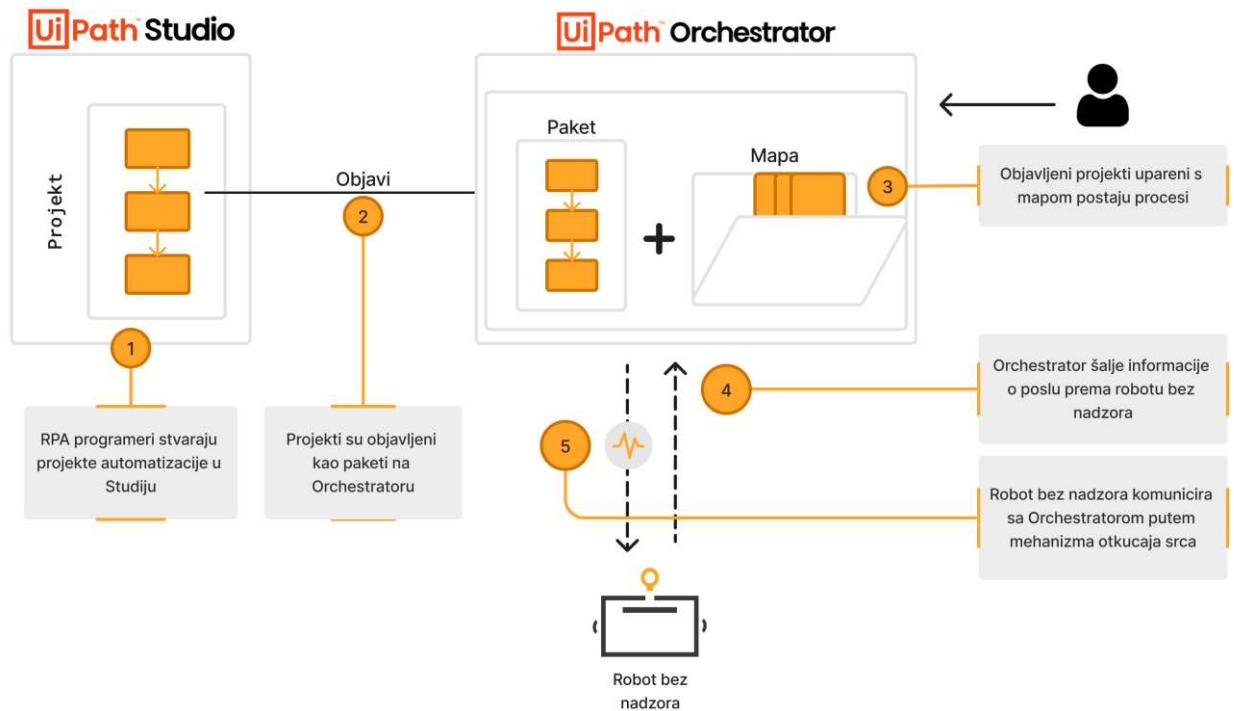 UiPath™ Studio
UiPath™ Orchestrator
Projekt
Objavi
Paket
Mapa
1
2
3
4
5
RPA programeri stvaraju
projekte automatizacije u
Studiju
Projekti su objavljeni
kao paketi na
Orchestratoru
Objavljeni projekti upareni s
mapom postaju procesi
Orchestrator šalje informacije
o poslu prema robotu bez
nadzora
Robot bez nadzora komunicira
sa Orchestratorom putem
mehanizma otkucaja srca
Robot bez
nadzora